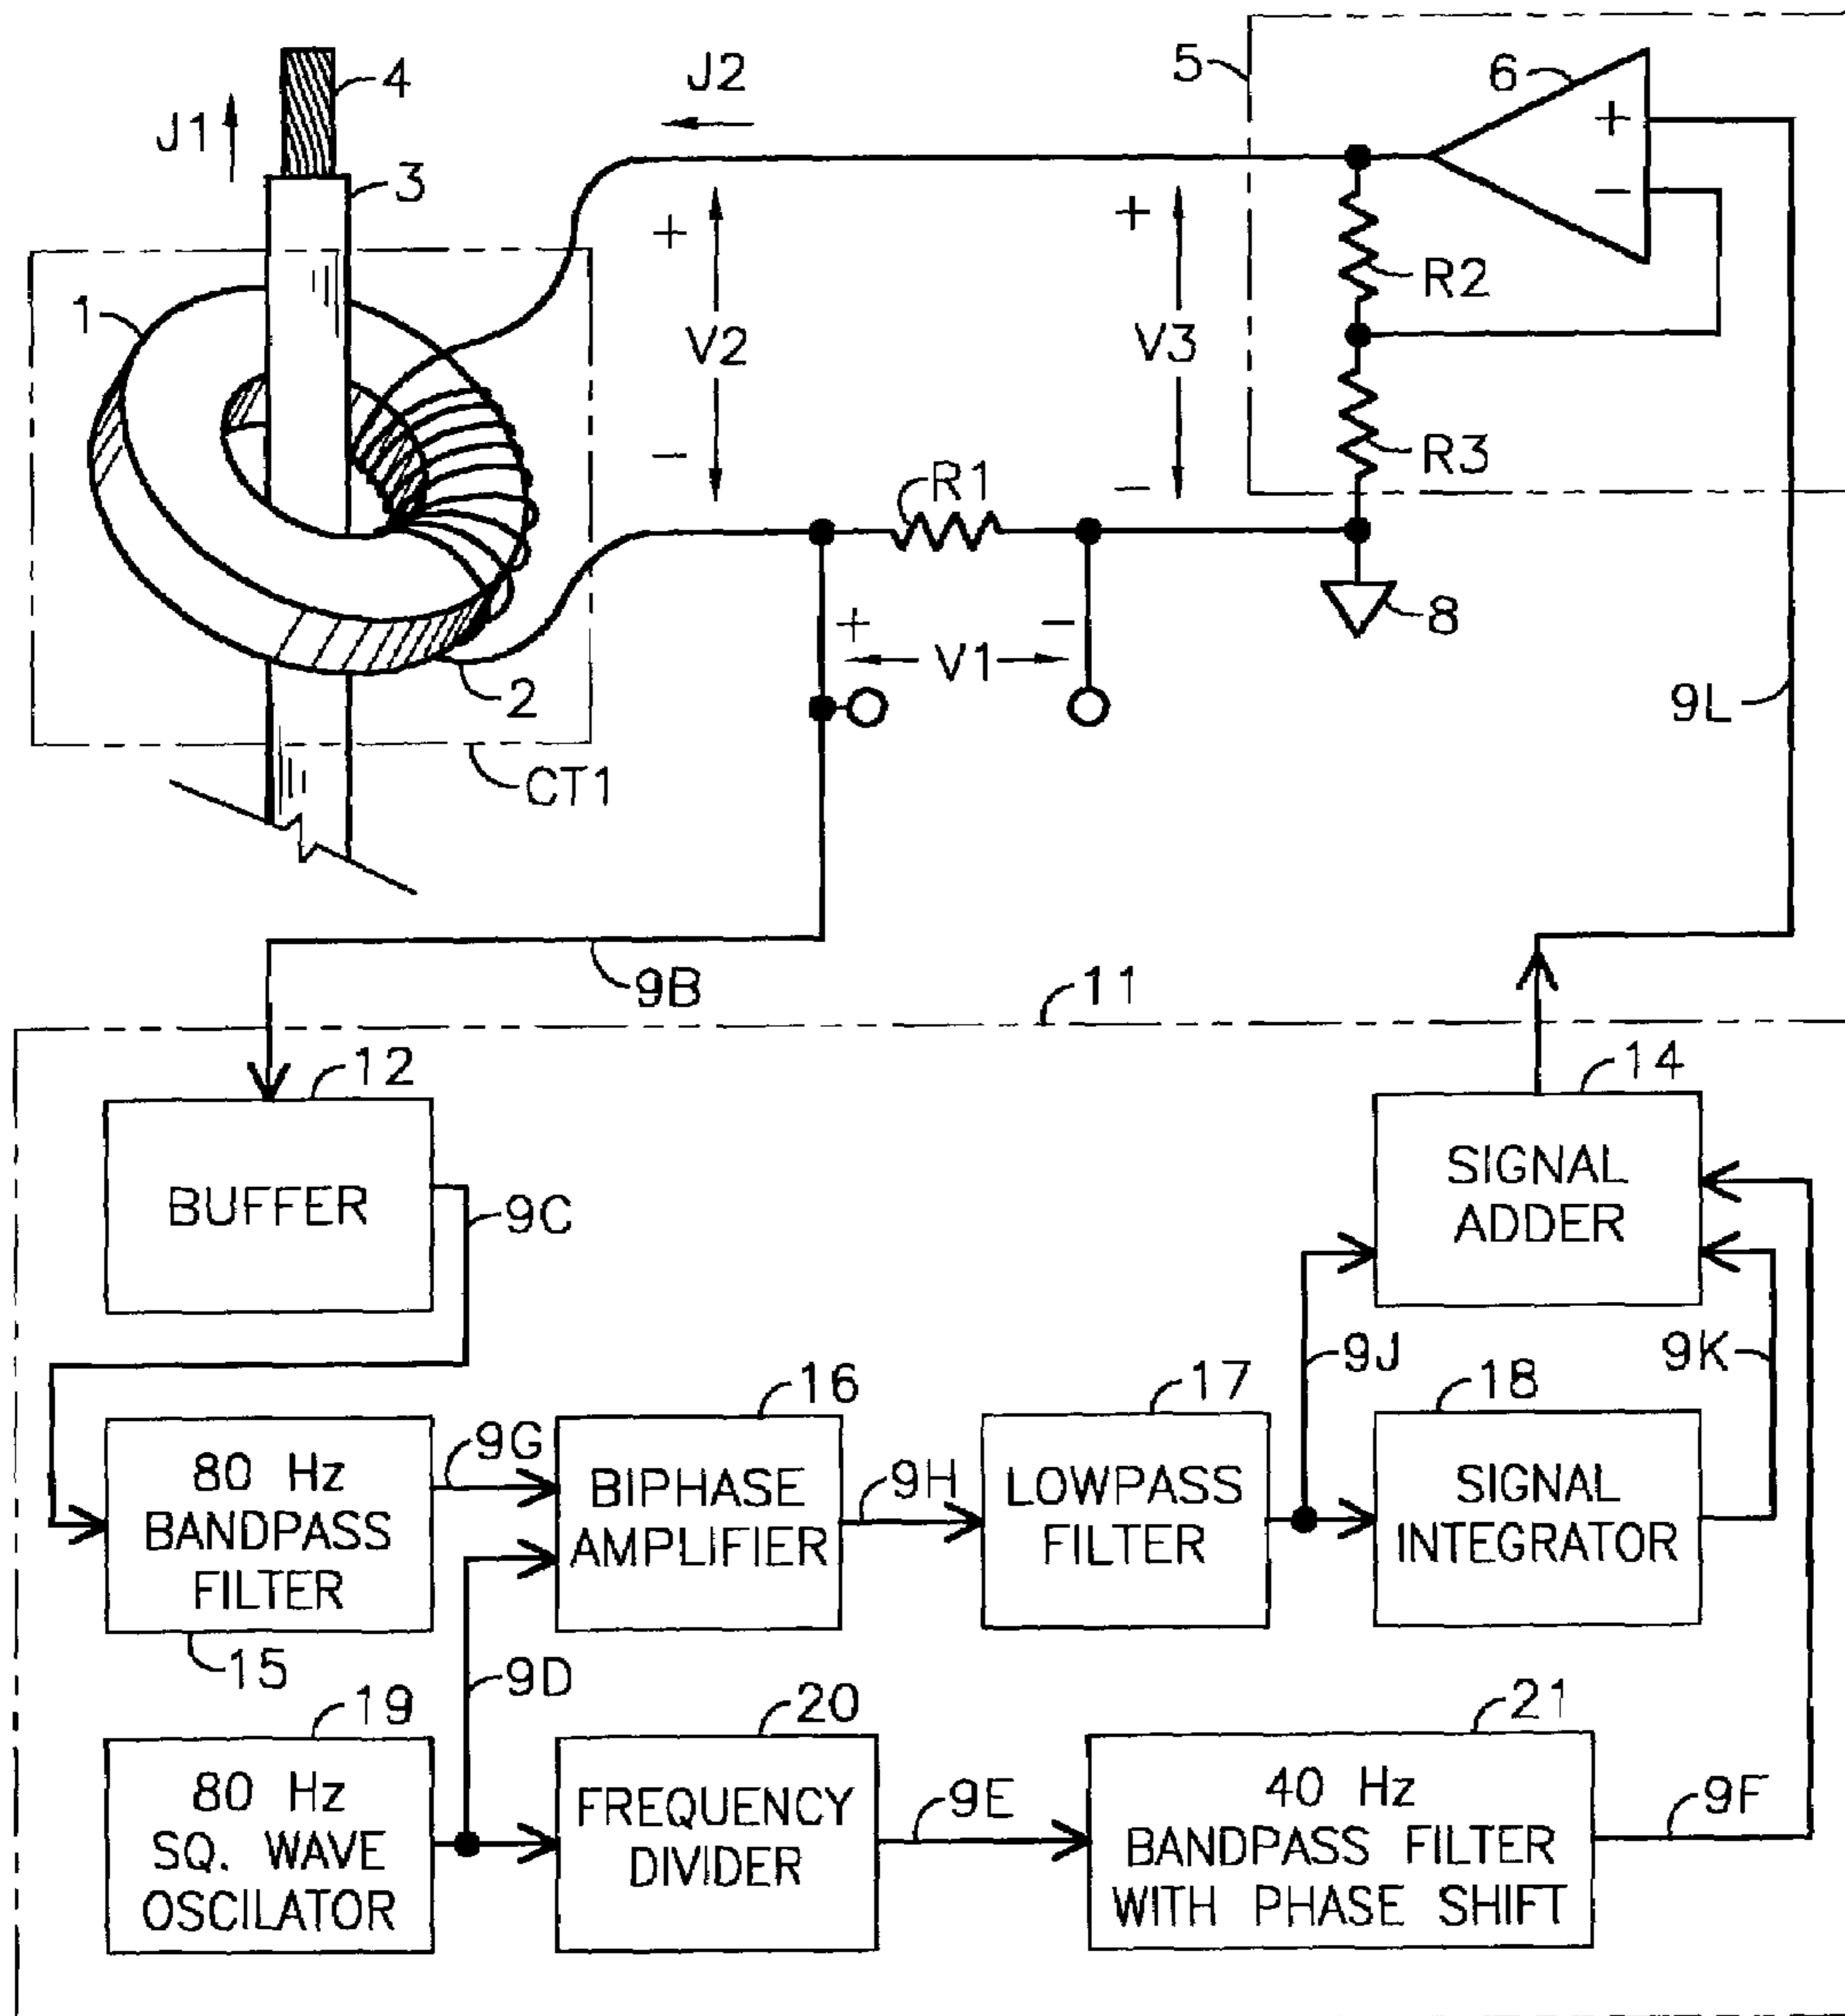 5
6
J2
4
J1
3
+
−
+
+
R2
1
V2
V3
−
R1
−
R3
+
−
V1
8
2
9L
CT1
9B
11
12
14
BUFFER
9C
SIGNAL
ADDER
9J
9K
16
17
18
80 Hz
BANDPASS
FILTER
9G
BIPHASE
AMPLIFIER
9H
LOWPASS
FILTER
SIGNAL
INTEGRATOR
15
9D
19
20
21
80 Hz
SQ. WAVE
OSCILATOR
FREQUENCY
DIVIDER
9E
40 Hz
BANDPASS FILTER
WITH PHASE SHIFT
9F